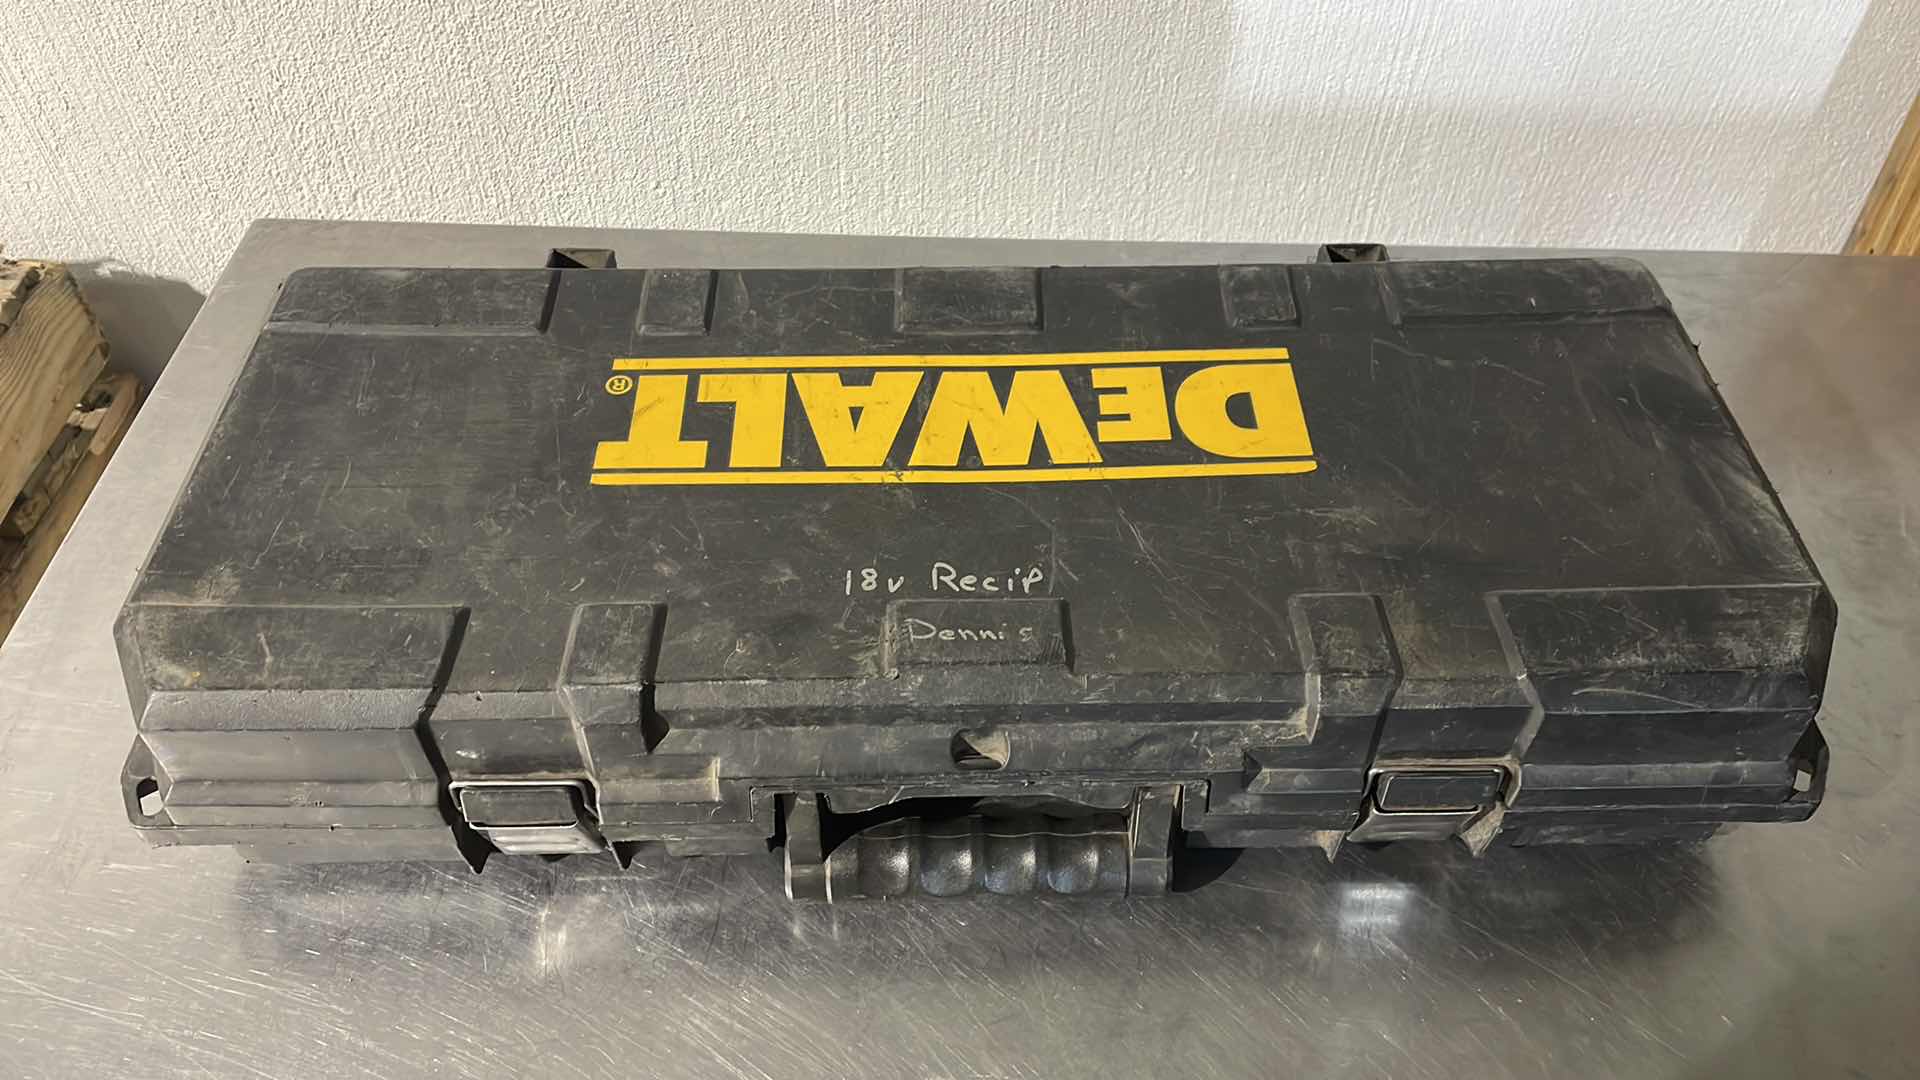 DEWALT®
18v Recip
Dennis